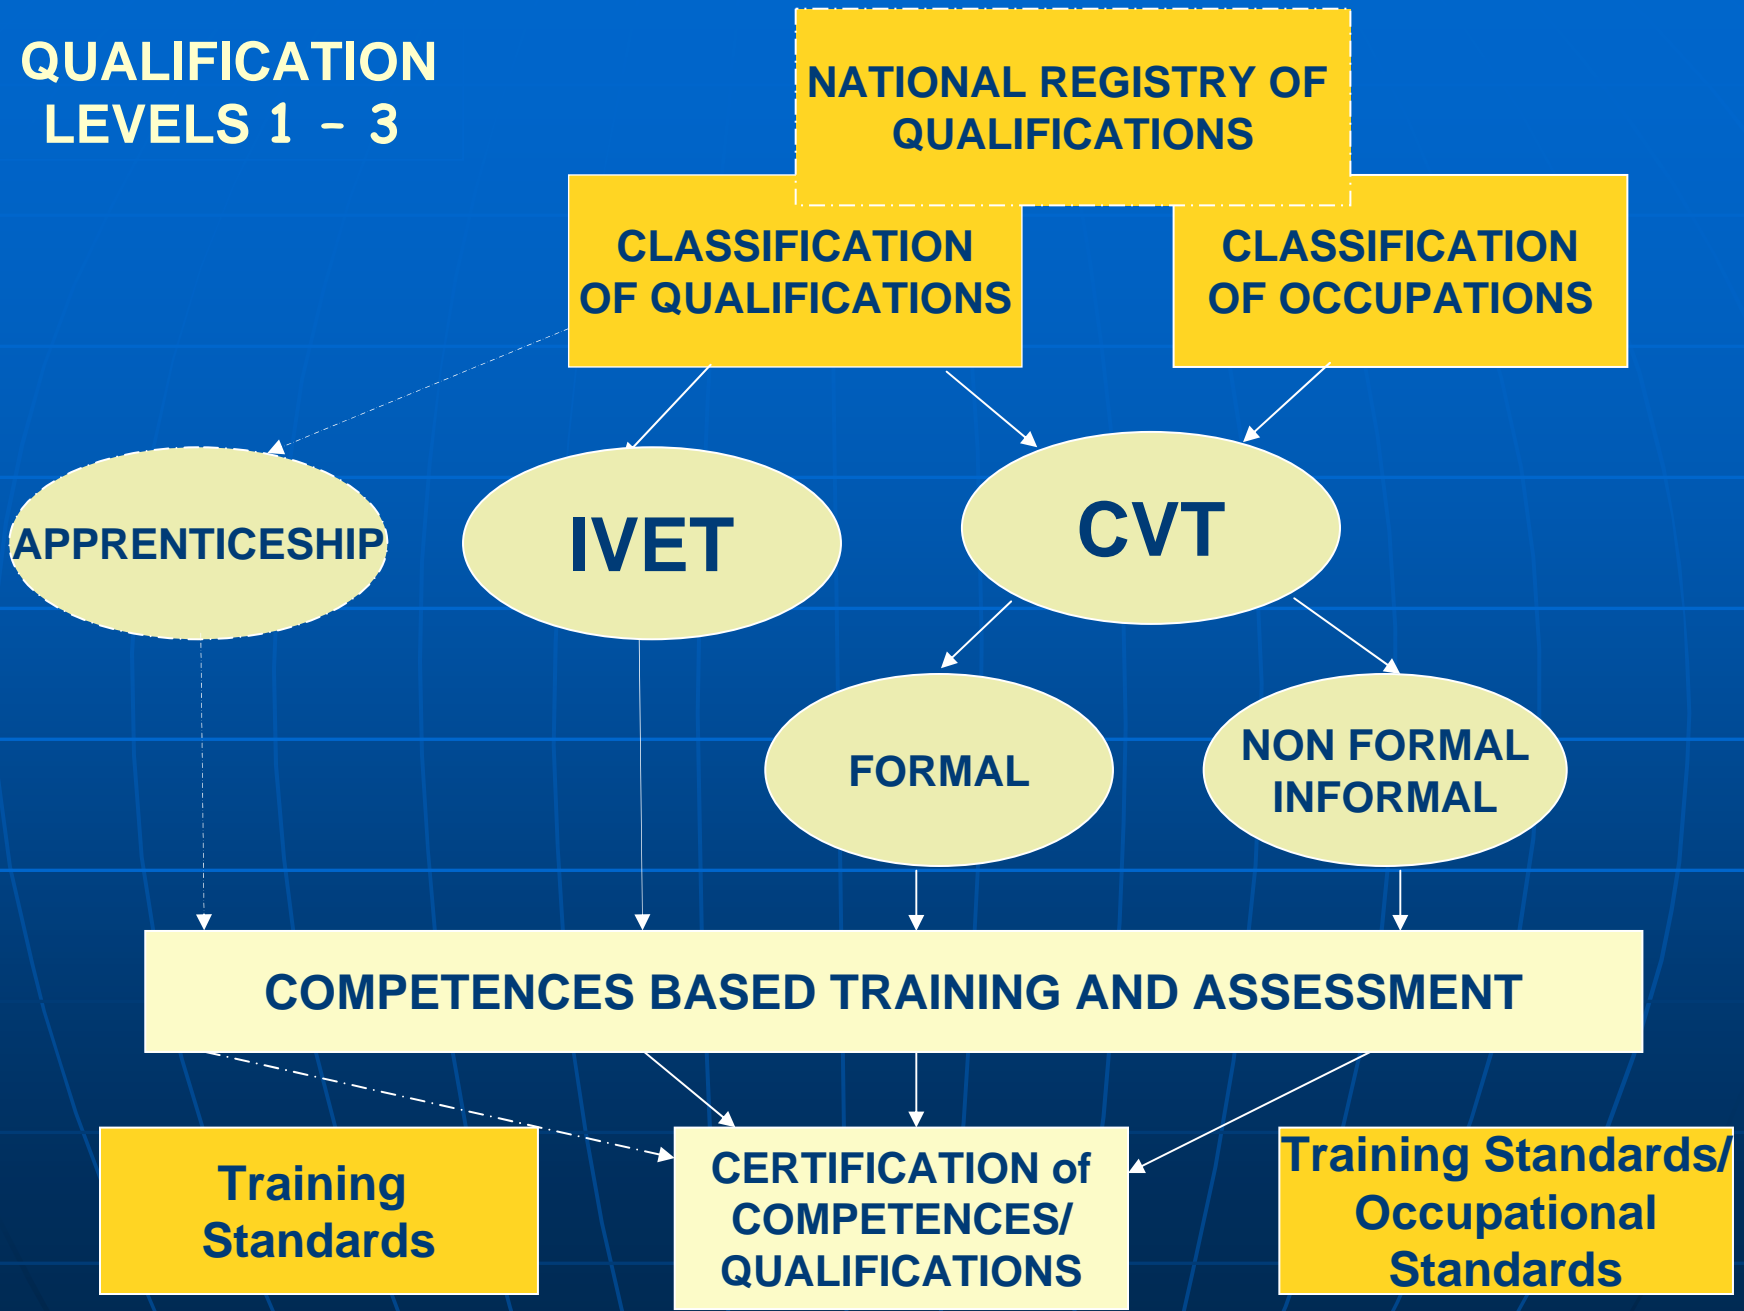 QUALIFICATION
LEVELS 1 - 3
NATIONAL REGISTRY OF
QUALIFICATIONS
CLASSIFICATION
OF QUALIFICATIONS
CLASSIFICATION
OF OCCUPATIONS
APPRENTICESHIP
IVET
CVT
FORMAL
NON FORMAL
INFORMAL
COMPETENCES BASED TRAINING AND ASSESSMENT
Training
Standards
CERTIFICATION of
COMPETENCES/
QUALIFICATIONS
Training Standards/
Occupational
Standards